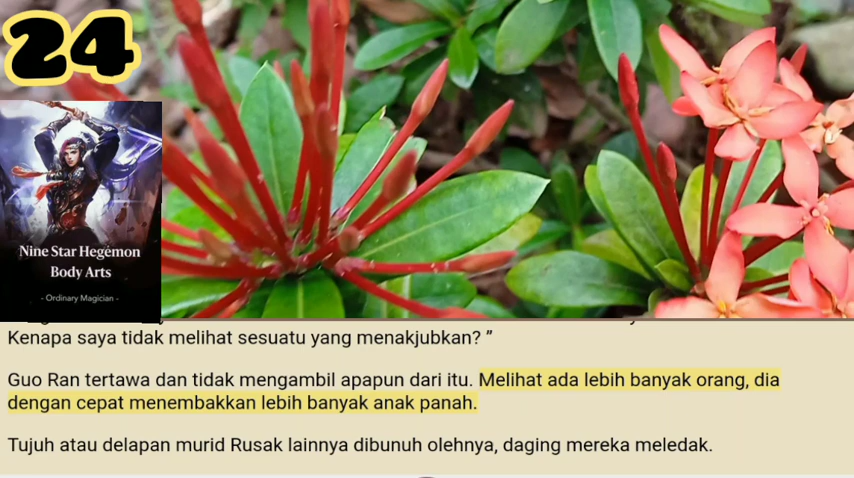 24
Nine Star Hegemon
Body Arts
- Ordinary Magician -
Kenapa saya tidak melihat sesuatu yang menakjubkan? ”
Guo Ran tertawa dan tidak mengambil apapun dari itu. Melihat ada lebih banyak orang, dia
dengan cepat menembakkan lebih banyak anak panah.
Tujuh atau delapan murid Rusak lainnya dibunuh olehnya, daging mereka meledak.